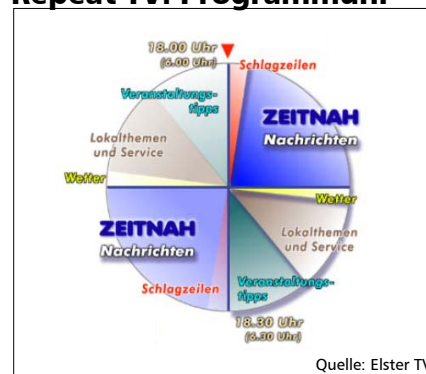 Repeat TV: Programmuhr
18.00 Uhr
(6.00 Uhr)
Schlagzeilen
Veranstaltungs-
tipps
ZEITNAH
Nachrichten
Lokalthemen
und Service
Wetter
Wetter
ZEITNAH
Nachrichten
Lokalthemen
und Service
Schlagzeilen
Veranstaltungs-
tipps
18.30 Uhr
(6.30 Uhr)
Quelle: Elster TV